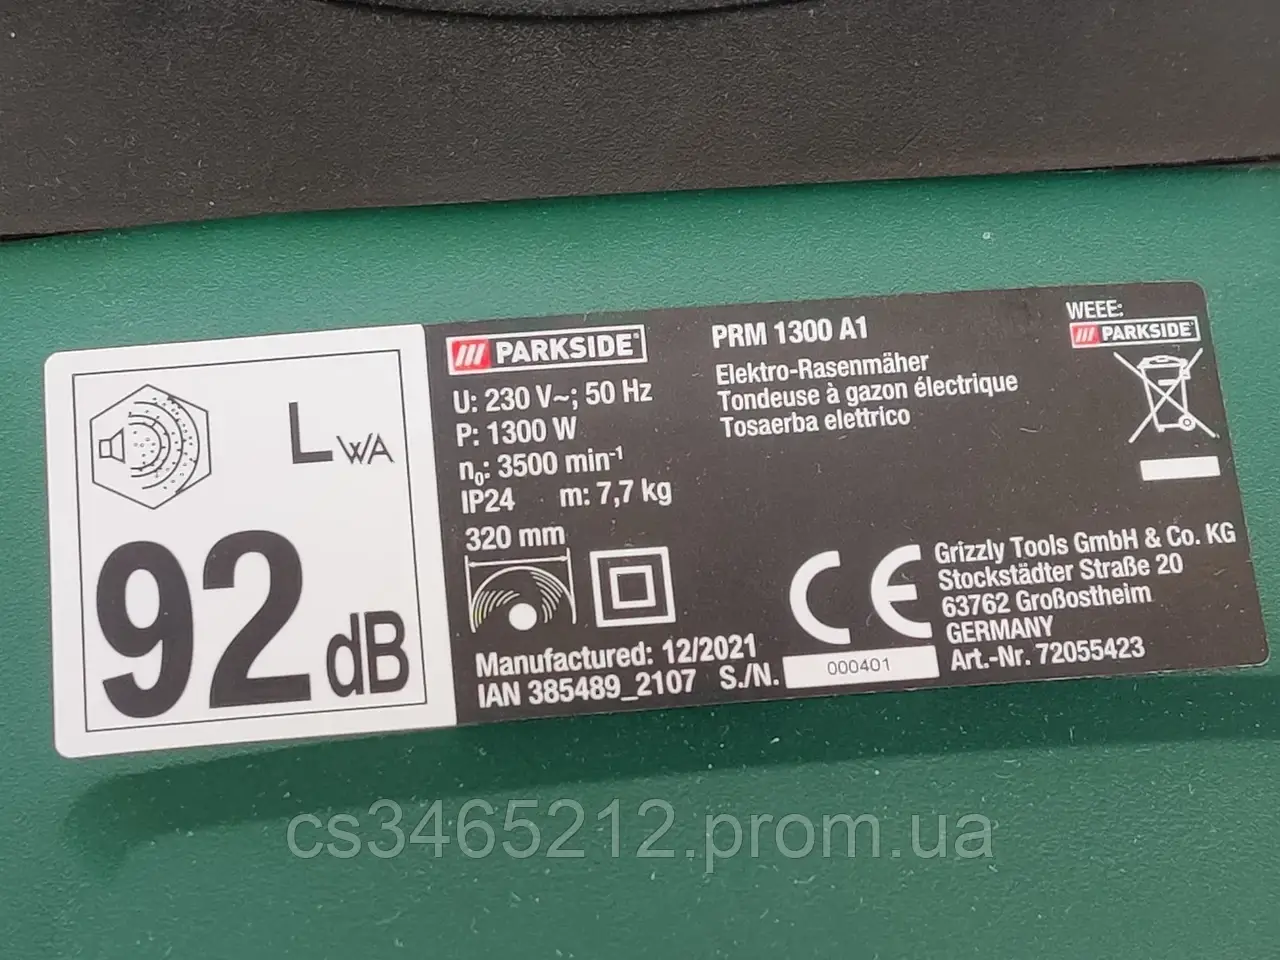 LWA
92 dB
PARKSIDE®
U: 230 V~; 50 Hz
P: 1300 W
n0: 3500 min-1
IP24 m: 7,7 kg
320 mm
Manufactured: 12/2021
IAN 385489_2107 S./N. 000401
PRM 1300 A1
Elektro-Rasenmäher
Tondeuse à gazon électrique
Tosaerba elettrico
WEEE:
PARKSIDE®
CE
Grizzly Tools GmbH & Co. KG
Stockstädter Straße 20
63762 Großostheim
GERMANY
Art.-Nr. 72055423
cs3465212.prom.ua